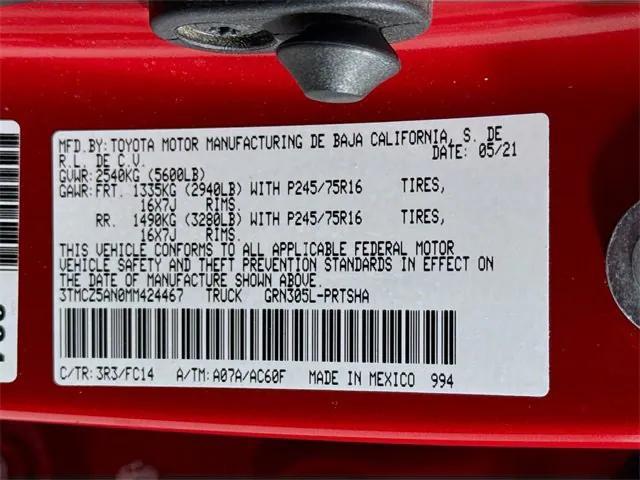 MFD.BY:TOYOTA MOTOR MANUFACTURING DE BAJA CALIFORNIA, S. DE
R.L. DE C.V. DATE: 05/21
GVWR:2540KG (5600LB)
GAWR:FRT. 1335KG (2940LB) WITH P245/75R16 TIRES,
16X7J RIMS.
RR. 1490KG (3280LB) WITH P245/75R16 TIRES,
16X7J RIMS.
THIS VEHICLE CONFORMS TO ALL APPLICABLE FEDERAL MOTOR
VEHICLE SAFETY AND THEFT PREVENTION STANDARDS IN EFFECT ON
THE DATE OF MANUFACTURE SHOWN ABOVE.
3TMCZ5AN0MM424467 TRUCK GRN305L-PRTSHA
C/TR:3R3/FC14 A/TM:A07A/AC60F MADE IN MEXICO 994